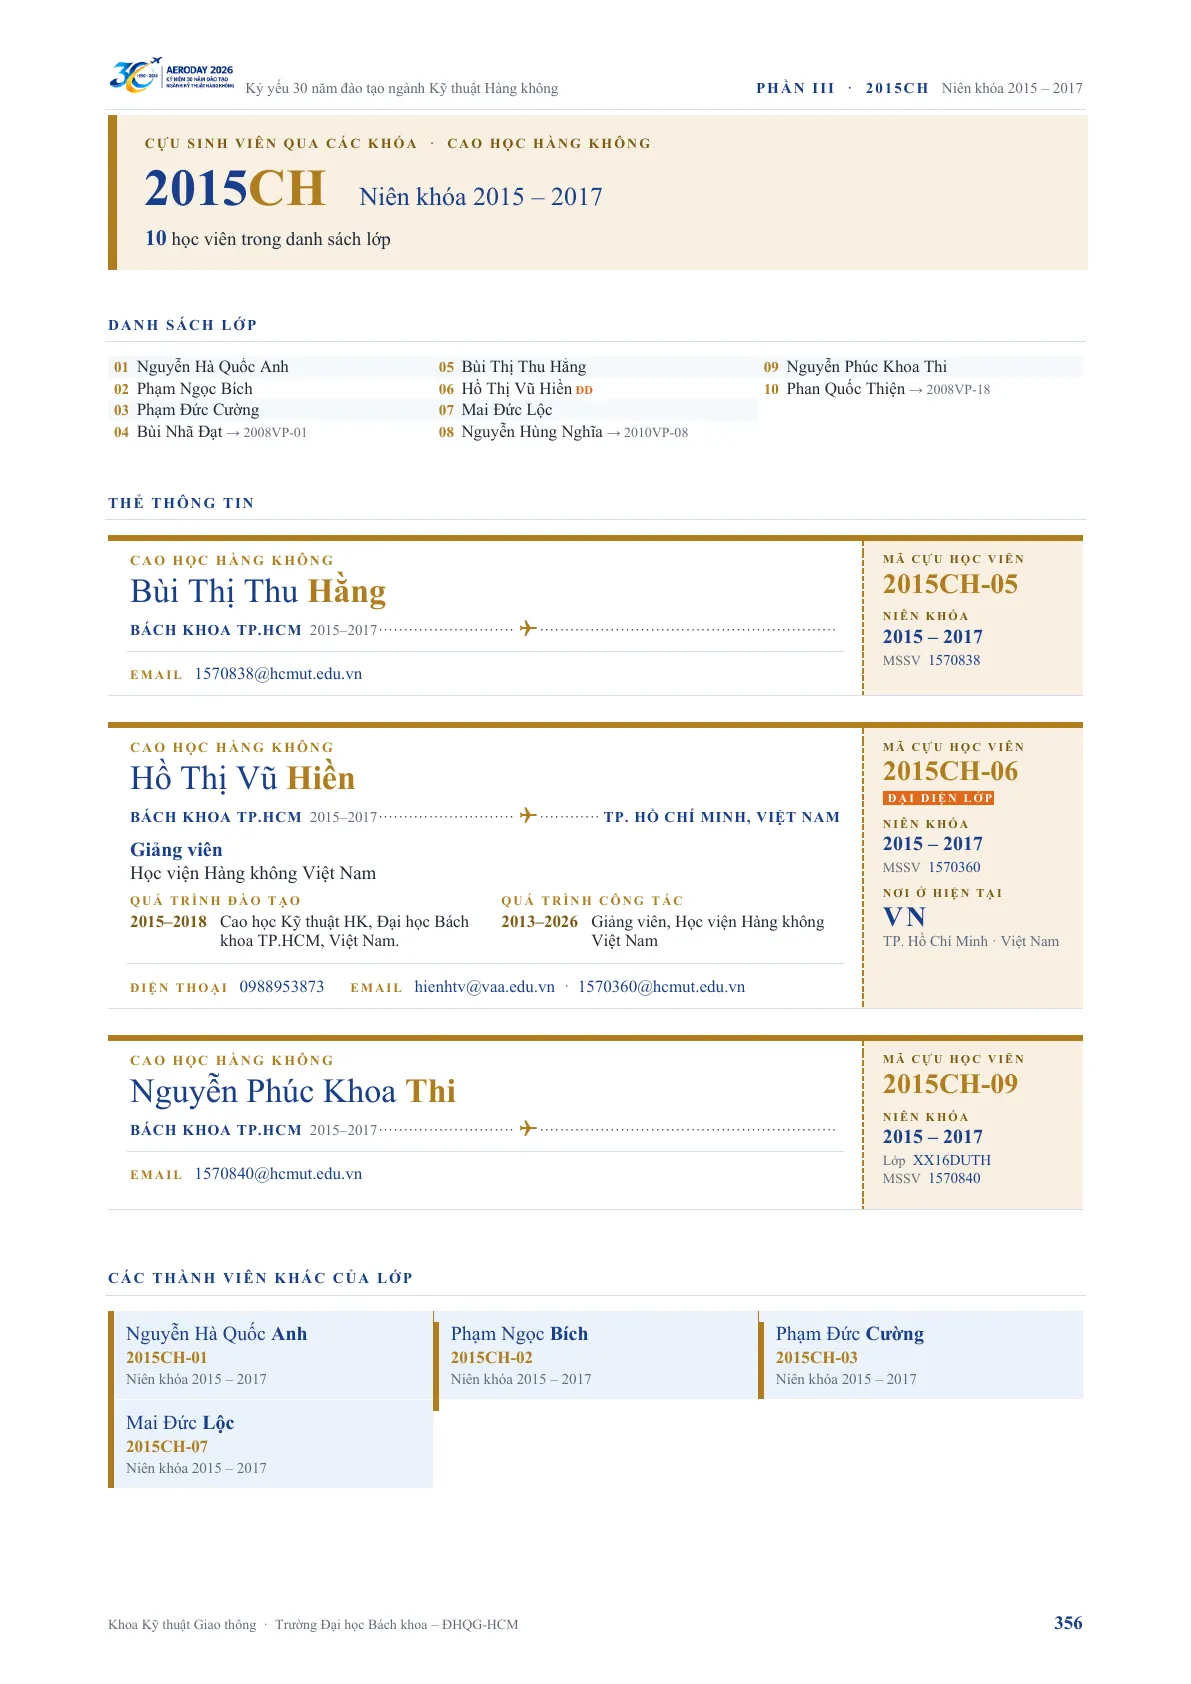 30
1996 - 2026
AERODAY 2026
KỶ NIỆM 30 NĂM ĐÀO TẠO
NGÀNH KỸ THUẬT HÀNG KHÔNG
Kỷ yếu 30 năm đào tạo ngành Kỹ thuật Hàng không
PHẦN III · 2015CH Niên khóa 2015 – 2017
CỰU SINH VIÊN QUA CÁC KHÓA · CAO HỌC HÀNG KHÔNG
2015CH Niên khóa 2015 – 2017
10 học viên trong danh sách lớp
DANH SÁCH LỚP
01 Nguyễn Hà Quốc Anh
02 Phạm Ngọc Bích
03 Phạm Đức Cường
04 Bùi Nhã Đạt → 2008VP-01
05 Bùi Thị Thu Hằng
06 Hồ Thị Vũ Hiền ĐD
07 Mai Đức Lộc
08 Nguyễn Hùng Nghĩa → 2010VP-08
09 Nguyễn Phúc Khoa Thi
10 Phan Quốc Thiện → 2008VP-18
THẺ THÔNG TIN
CAO HỌC HÀNG KHÔNG
Bùi Thị Thu Hằng
BÁCH KHOA TP.HCM 2015–2017
EMAIL 1570838@hcmut.edu.vn
MÃ CỰU HỌC VIÊN
2015CH-05
NIÊN KHÓA
2015 – 2017
MSSV 1570838
CAO HỌC HÀNG KHÔNG
Hồ Thị Vũ Hiền
BÁCH KHOA TP.HCM 2015–2017 TP. HỒ CHÍ MINH, VIỆT NAM
Giảng viên
Học viện Hàng không Việt Nam
QUÁ TRÌNH ĐÀO TẠO
2015–2018 Cao học Kỹ thuật HK, Đại học Bách
khoa TP.HCM, Việt Nam.
QUÁ TRÌNH CÔNG TÁC
2013–2026 Giảng viên, Học viện Hàng không
Việt Nam
ĐIỆN THOẠI 0988953873 EMAIL hienhtv@vaa.edu.vn · 1570360@hcmut.edu.vn
MÃ CỰU HỌC VIÊN
2015CH-06
ĐẠI DIỆN LỚP
NIÊN KHÓA
2015 – 2017
MSSV 1570360
NƠI Ở HIỆN TẠI
VN
TP. Hồ Chí Minh · Việt Nam
CAO HỌC HÀNG KHÔNG
Nguyễn Phúc Khoa Thi
BÁCH KHOA TP.HCM 2015–2017
EMAIL 1570840@hcmut.edu.vn
MÃ CỰU HỌC VIÊN
2015CH-09
NIÊN KHÓA
2015 – 2017
Lớp XX16DUTH
MSSV 1570840
CÁC THÀNH VIÊN KHÁC CỦA LỚP
Nguyễn Hà Quốc Anh
2015CH-01
Niên khóa 2015 – 2017
Phạm Ngọc Bích
2015CH-02
Niên khóa 2015 – 2017
Phạm Đức Cường
2015CH-03
Niên khóa 2015 – 2017
Mai Đức Lộc
2015CH-07
Niên khóa 2015 – 2017
Khoa Kỹ thuật Giao thông · Trường Đại học Bách khoa – ĐHQG-HCM
356